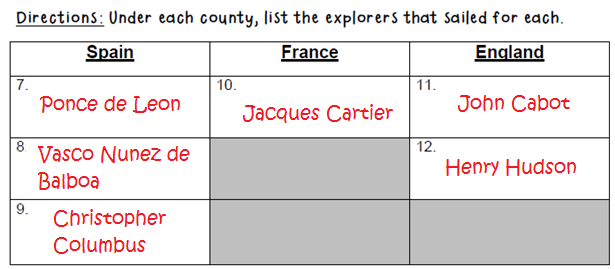 Directions: Under each county, list the explorers that sailed for each.
Spain France England
7. Ponce de Leon
10. Jacques Cartier
11. John Cabot
8 Vasco Nunez de
Balboa
12. Henry Hudson
9. Christopher
Columbus